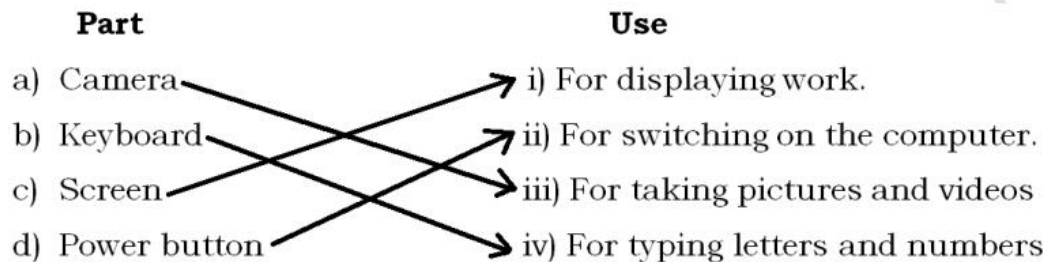 Part Use
a) Camera i) For displaying work.
b) Keyboard ii) For switching on the computer.
c) Screen iii) For taking pictures and videos
d) Power button iv) For typing letters and numbers